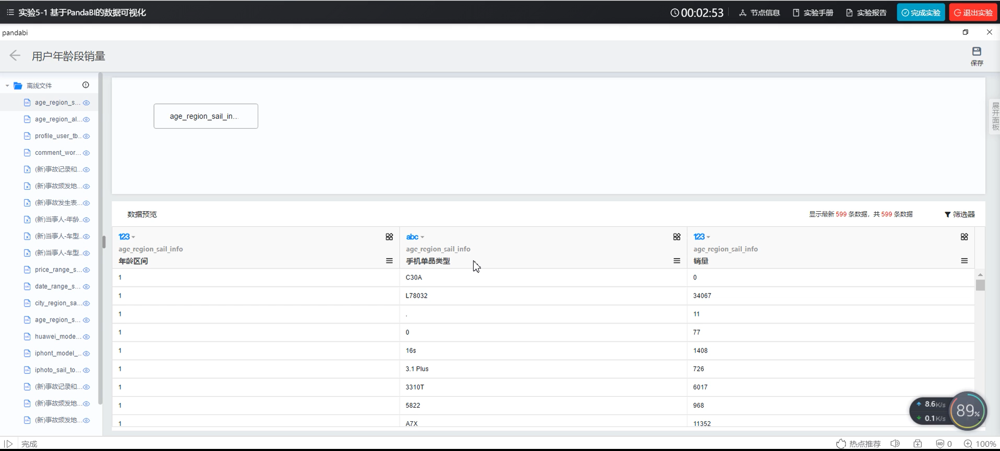 实验5-1 基于PandaBI的数据可视化
00:02:53
节点信息
实验手册
实验报告
完成实验
退出实验
pandabi
用户年龄段销量
保存
离线文件
age_region_s...
age_region_al...
profile_user_tb...
comment_wor...
(新)事故记录和...
(新)事故频发地...
(新)事故发生表...
(新)当事人-年龄...
(新)当事人-车型...
(新)当事人-车型...
price_range_s...
date_range_s...
city_region_sa...
age_region_s...
huawei_mode...
iphont_model_...
iphoto_sail_to...
(新)事故记录和...
(新)事故频发地...
(新)事故频发地...
age_region_sail_in...
展开面板
数据预览
显示最新 599 条数据，共 599 条数据
筛选器
123 abc 123
age_region_sail_info age_region_sail_info age_region_sail_info
年龄区间 手机单品类型 销量
1 C30A 0
1 L78032 34067
1 . 11
1 0 77
1 16s 1408
1 3.1 Plus 726
1 3310T 6017
1 5822 968
1 A7X 11352
8.6K/s
0.1K/s
89%
完成
热点推荐
AD 0
100%